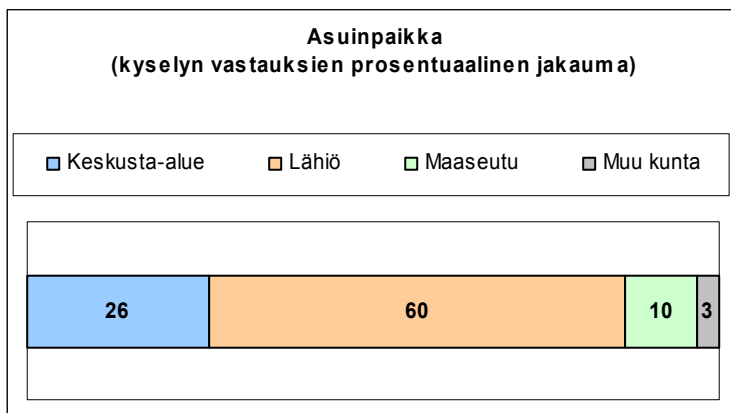 Asuinpaikka
(kyselyn vastauksien prosentuaalinen jakauma)
Keskusta-alue Lähiö Maaseutu Muu kunta
26 60 10 3